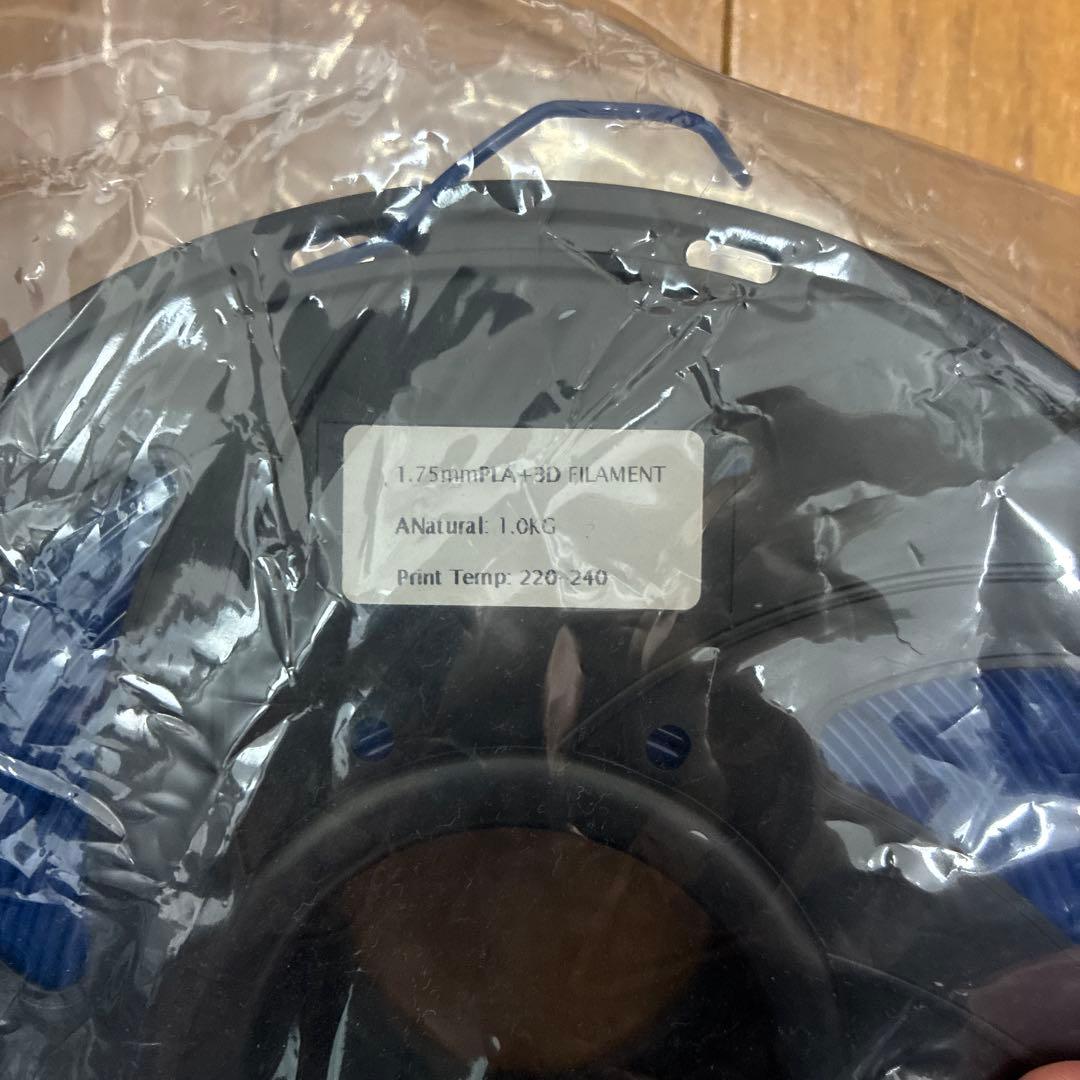 1.75mmPLA+3D FILAMENT
ANatural: 1.0KG
Print Temp: 220-240